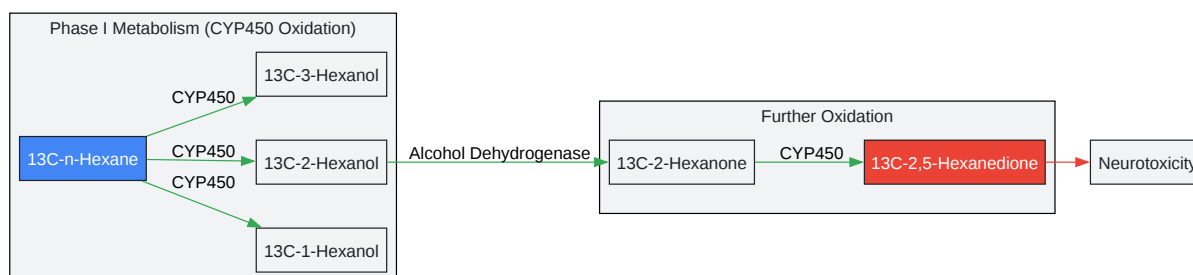 Phase I Metabolism (CYP450 Oxidation)
13C-3-Hexanol
CYP450
13C-n-Hexane
CYP450
13C-2-Hexanol
CYP450
13C-1-Hexanol
Alcohol Dehydrogenase
Further Oxidation
13C-2-Hexanone
CYP450
13C-2,5-Hexanedione
Neurotoxicity